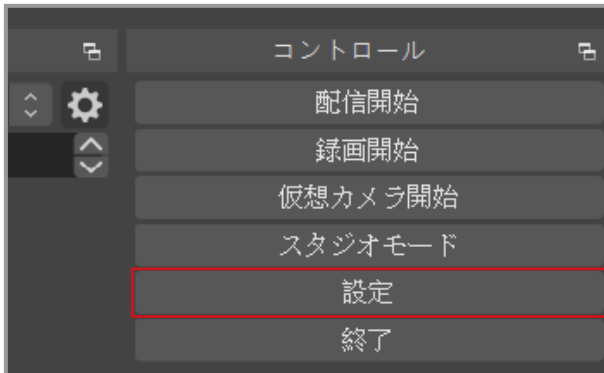 コントロール
配信開始
録画開始
仮想カメラ開始
スタジオモード
設定
終了